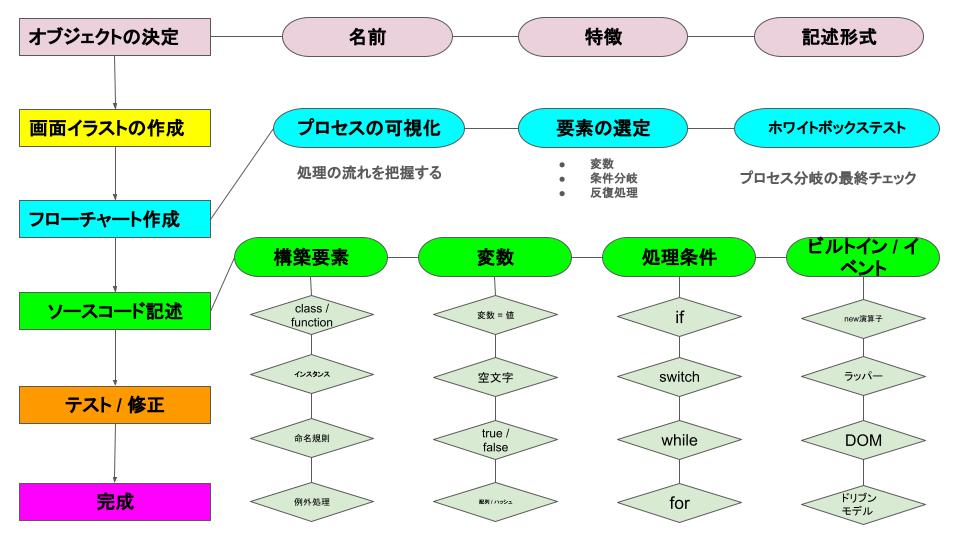 オブジェクトの決定
名前
特徴
記述形式
画面イラストの作成
プロセスの可視化
要素の選定
ホワイトボックステスト
処理の流れを把握する
● 変数
● 条件分岐
● 反復処理
プロセス分岐の最終チェック
フローチャート作成
構築要素
変数
処理条件
ビルトイン / イ
ベント
ソースコード記述
class /
function
変数 = 値
if
new演算子
インスタンス
空文字
switch
ラッパー
テスト / 修正
命名規則
true /
false
while
DOM
完成
例外処理
配列 / ハッシュ
for
ドリブン
モデル